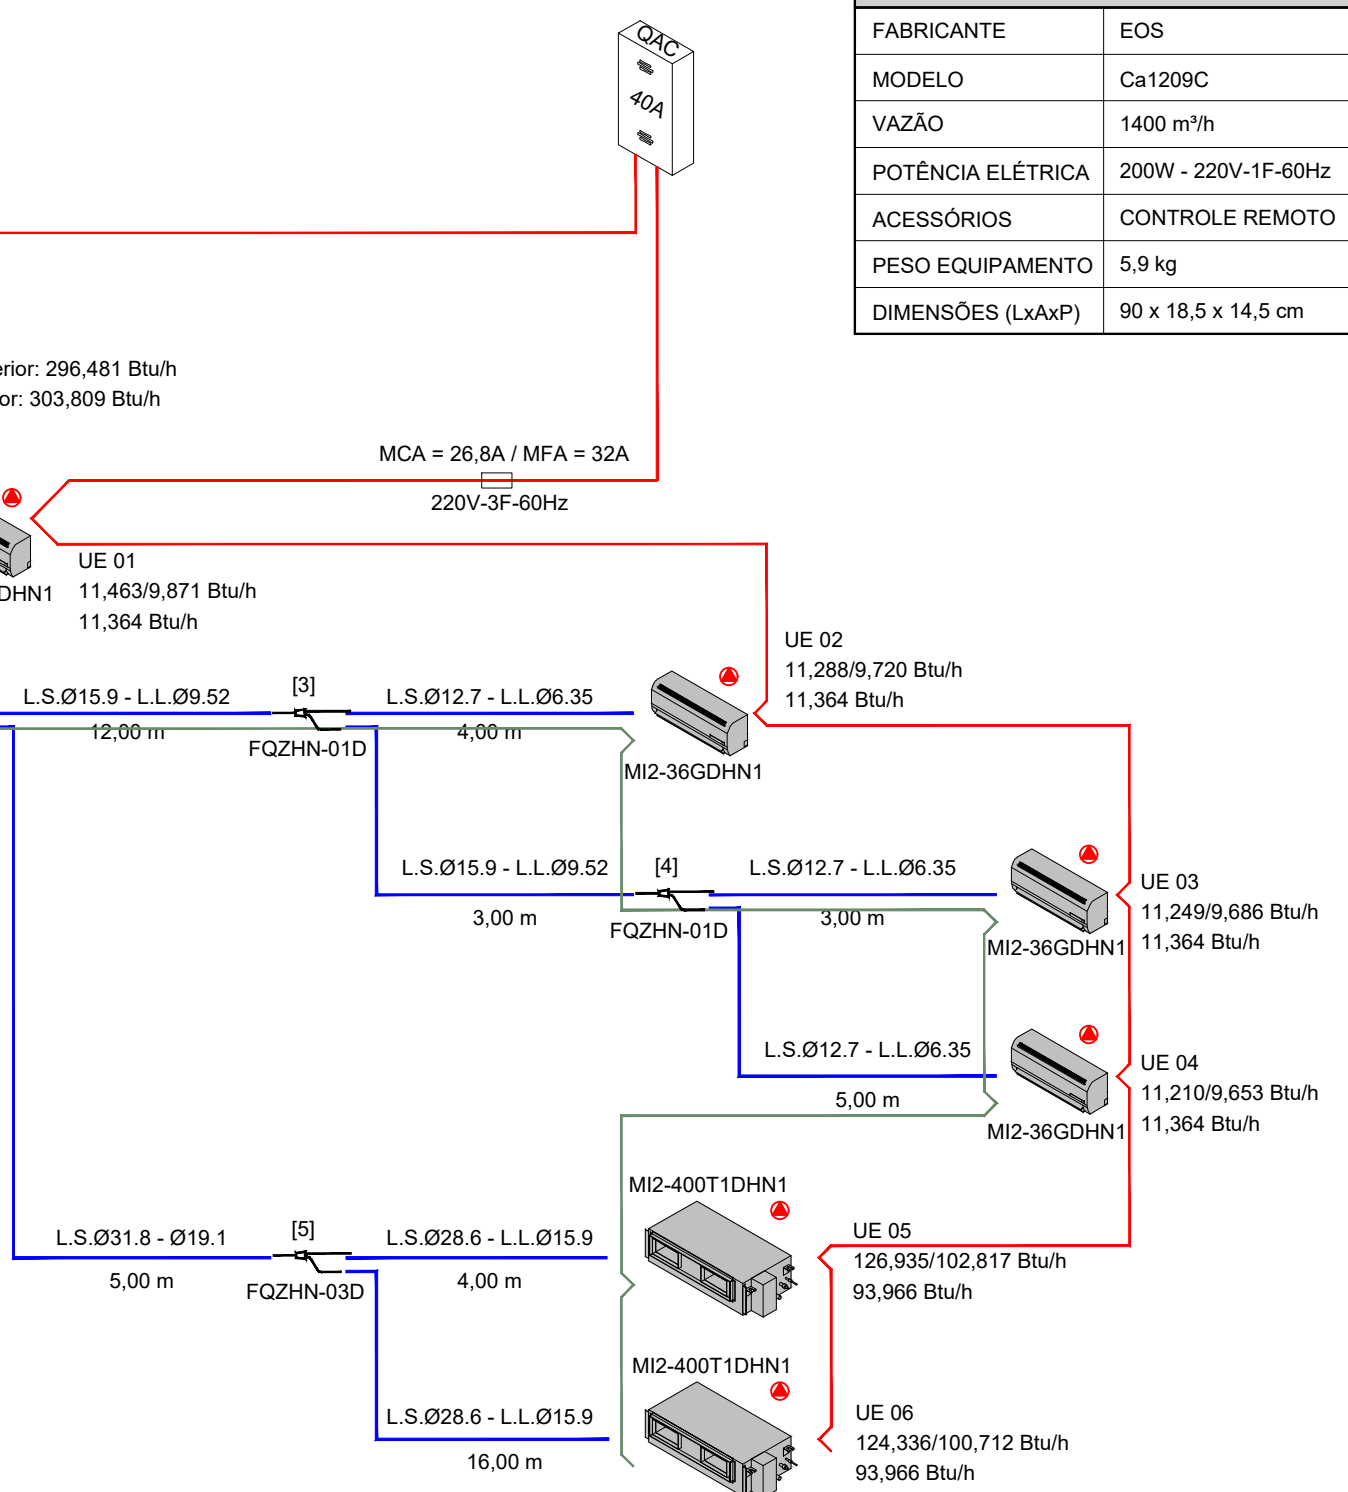 QAC
40A
FABRICANTE EOS
MODELO Ca1209C
VAZÃO 1400 m³/h
POTÊNCIA ELÉTRICA 200W - 220V-1F-60Hz
ACESSÓRIOS CONTROLE REMOTO
PESO EQUIPAMENTO 5,9 kg
DIMENSÕES (LxAxP) 90 x 18,5 x 14,5 cm
erior: 296,481 Btu/h
or: 303,809 Btu/h
MCA = 26,8A / MFA = 32A
220V-3F-60Hz
UE 01
DHN1 11,463/9,871 Btu/h
11,364 Btu/h
UE 02
11,288/9,720 Btu/h
11,364 Btu/h
L.S.Ø15.9 - L.L.Ø9.52 [3] L.S.Ø12.7 - L.L.Ø6.35
12,00 m FQZHN-01D 4,00 m
MI2-36GDHN1
L.S.Ø15.9 - L.L.Ø9.52 [4] L.S.Ø12.7 - L.L.Ø6.35
3,00 m FQZHN-01D 3,00 m
MI2-36GDHN1
UE 03
11,249/9,686 Btu/h
11,364 Btu/h
L.S.Ø12.7 - L.L.Ø6.35
5,00 m
MI2-36GDHN1
UE 04
11,210/9,653 Btu/h
11,364 Btu/h
MI2-400T1DHN1
L.S.Ø31.8 - Ø19.1 [5] L.S.Ø28.6 - L.L.Ø15.9
5,00 m FQZHN-03D 4,00 m
UE 05
126,935/102,817 Btu/h
93,966 Btu/h
MI2-400T1DHN1
L.S.Ø28.6 - L.L.Ø15.9
16,00 m
UE 06
124,336/100,712 Btu/h
93,966 Btu/h